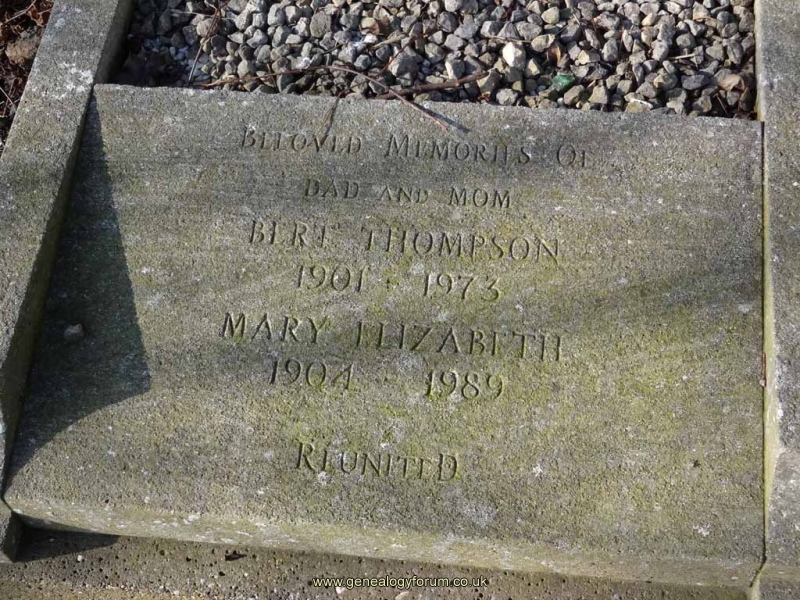 BELOVED MEMORIES OF
DAD AND MOM
BERT THOMPSON
1901 - 1973
MARY ELIZABETH
1904 - 1989
REUNITED
www.genealogyforum.co.uk